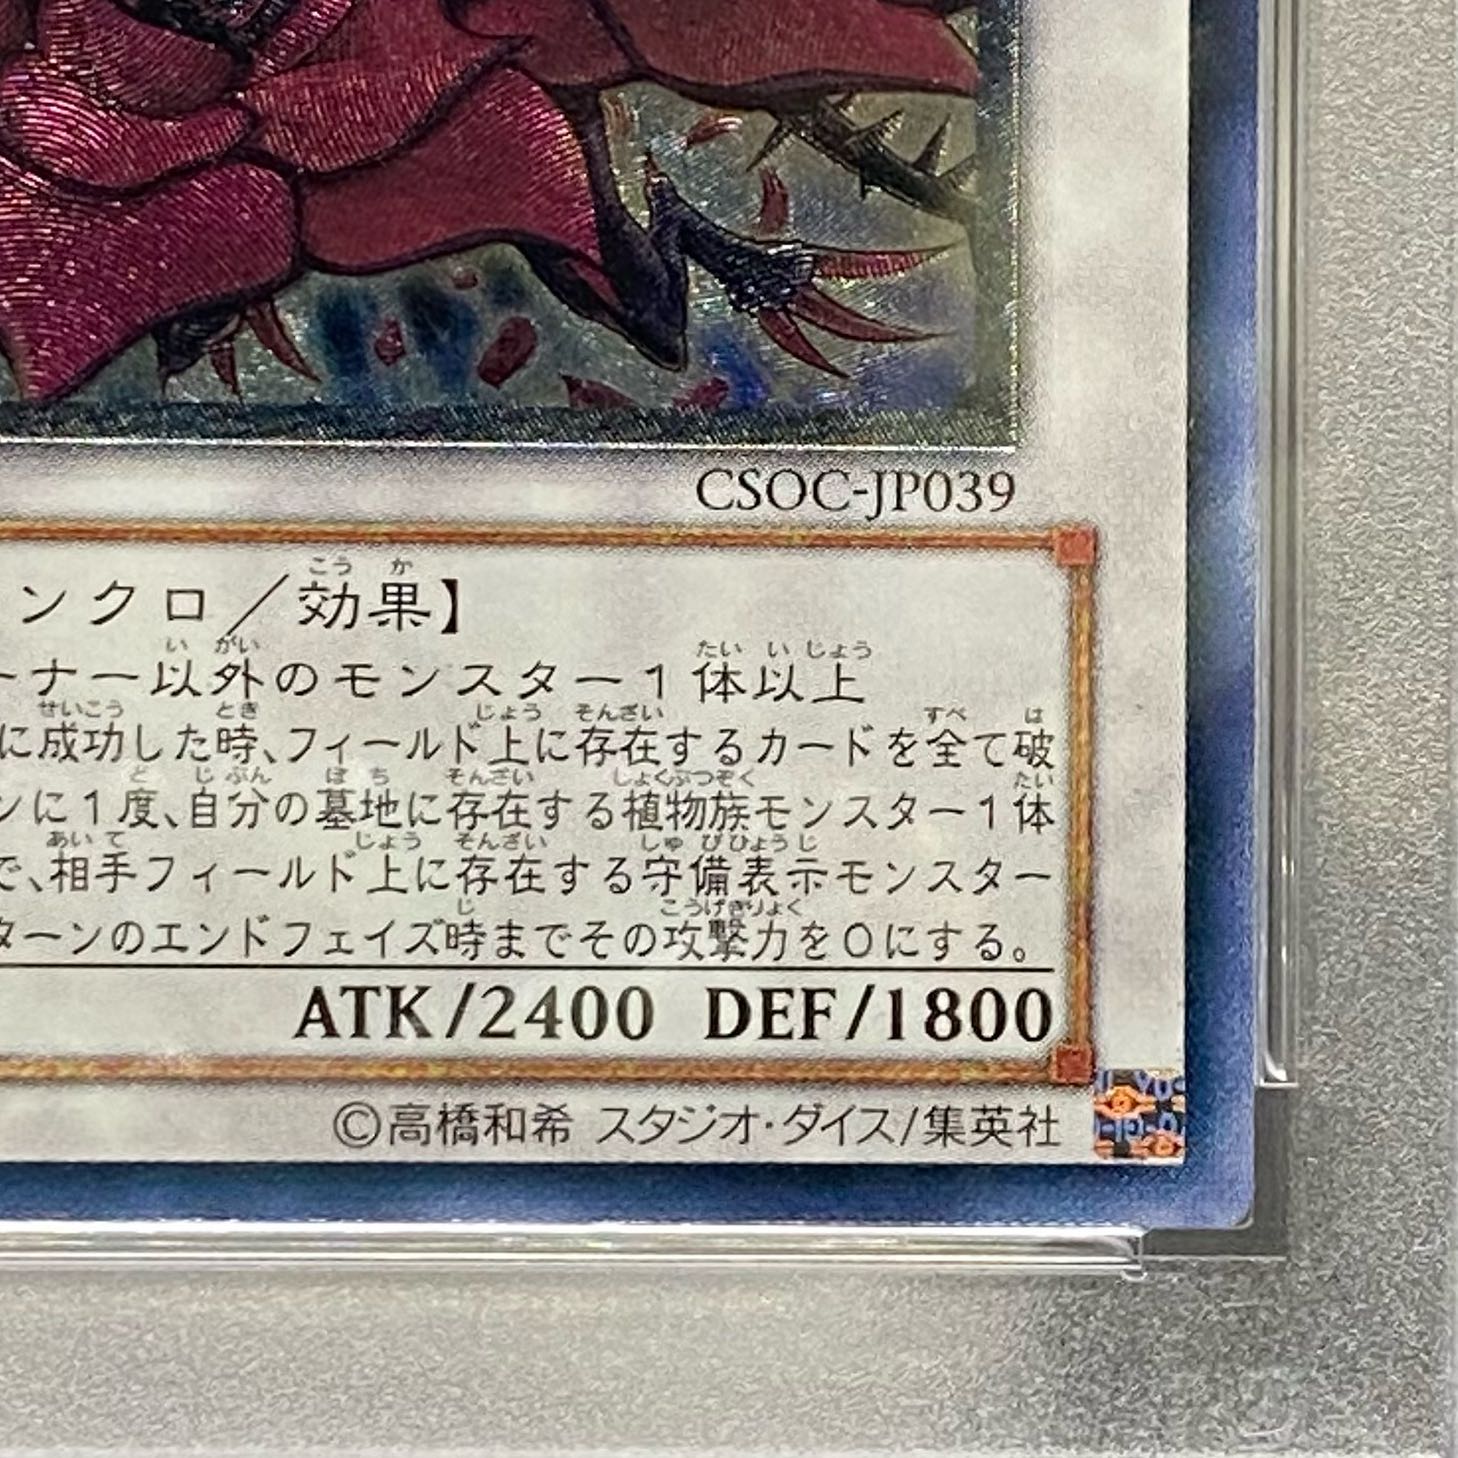 CSOC-JP039
ンクロ／効果】
ーナー以外のモンスター１体以上
に成功した時、フィールド上に存在するカードを全て破
ンに１度、自分の墓地に存在する植物族モンスター１体
で、相手フィールド上に存在する守備表示モンスター
ターンのエンドフェイズ時までその攻撃力を０にする。
ATK/2400 DEF/1800
©高橋和希 スタジオ・ダイス/集英社